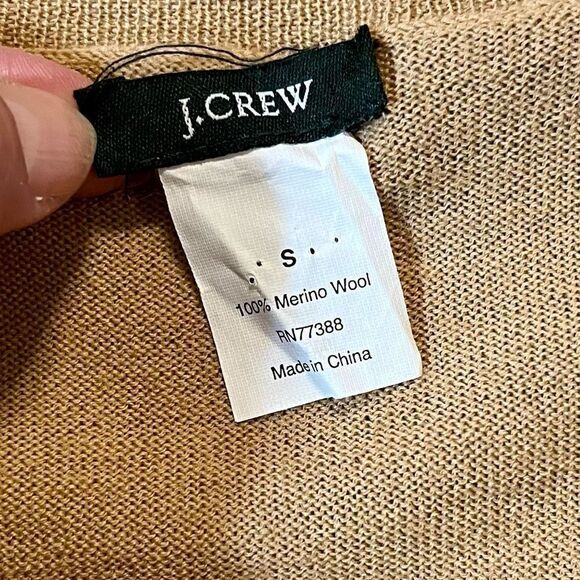 J.CREW
S
100% Merino Wool
RN77388
Made in China